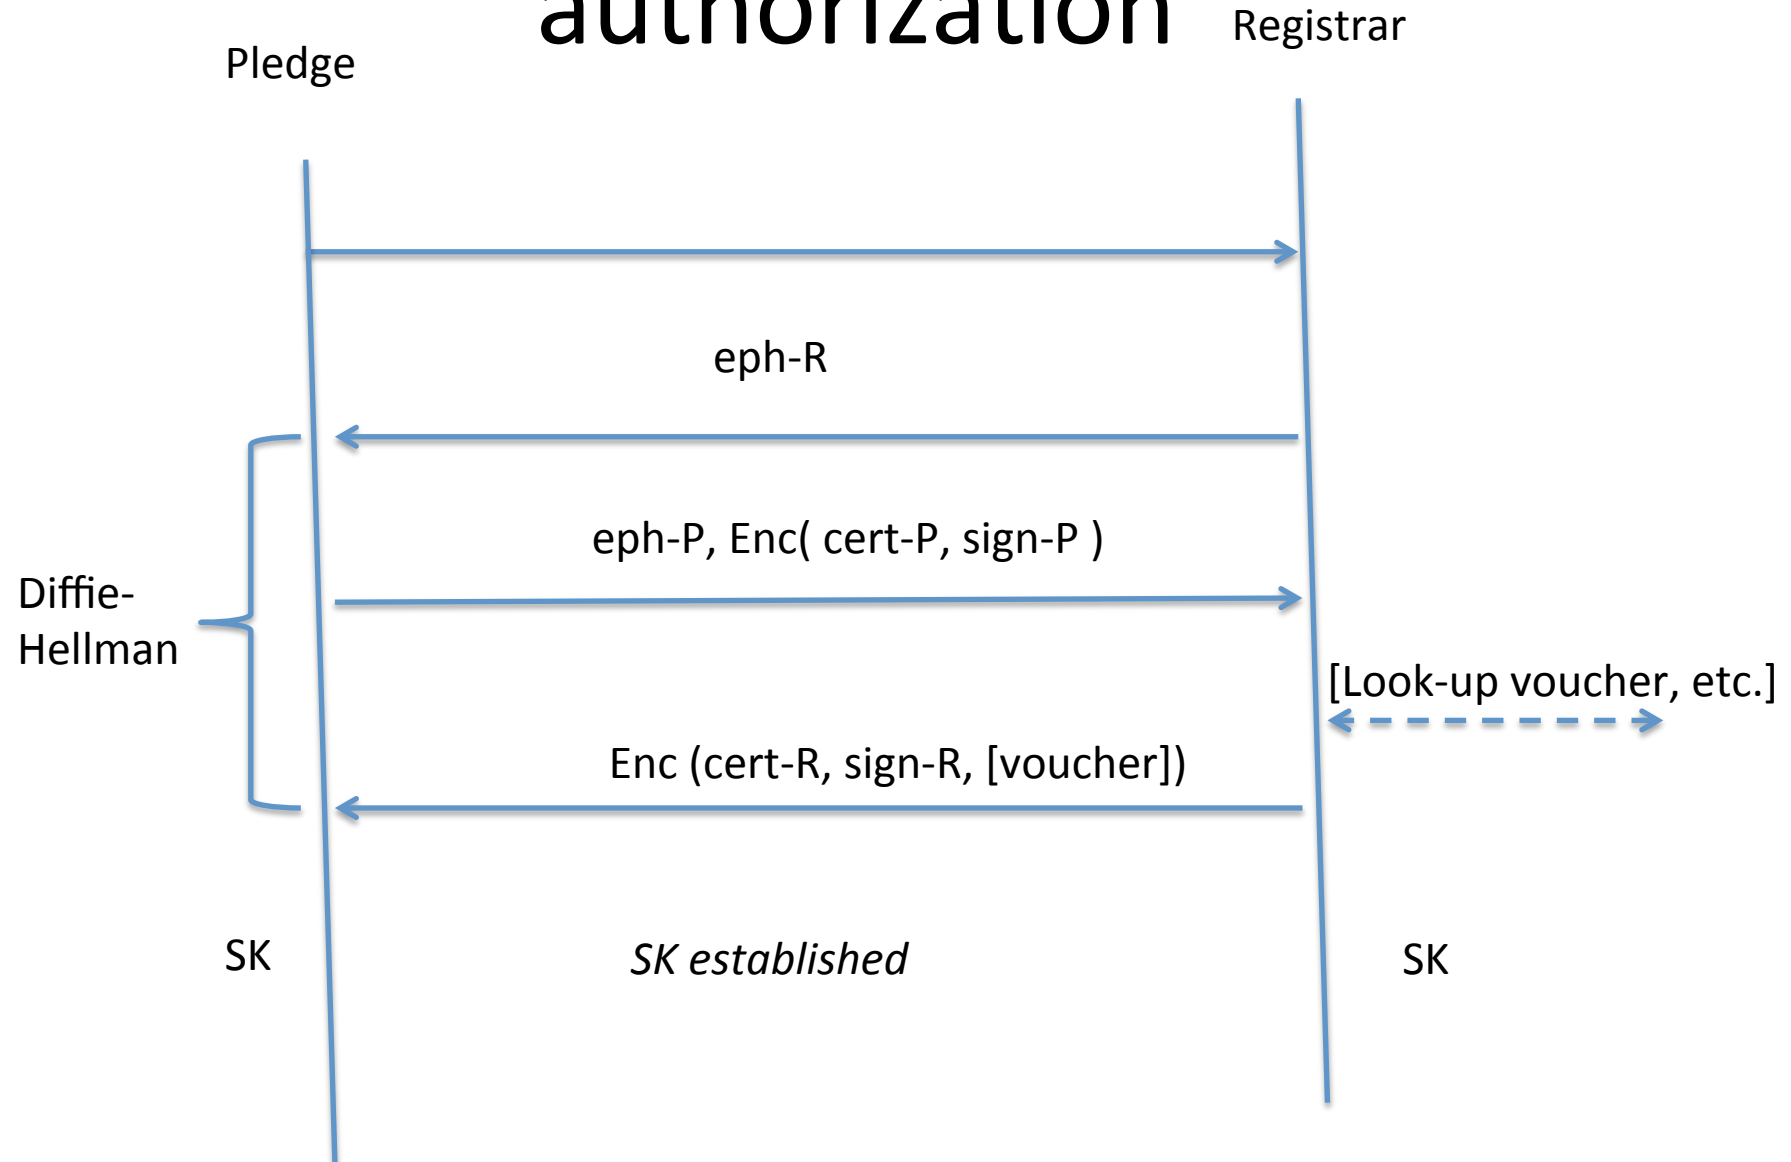 authorization
Registrar
Pledge
eph-R
eph-P, Enc( cert-P, sign-P )
Diffie-
Hellman
[Look-up voucher, etc.]
Enc (cert-R, sign-R, [voucher])
SK
SK established
SK